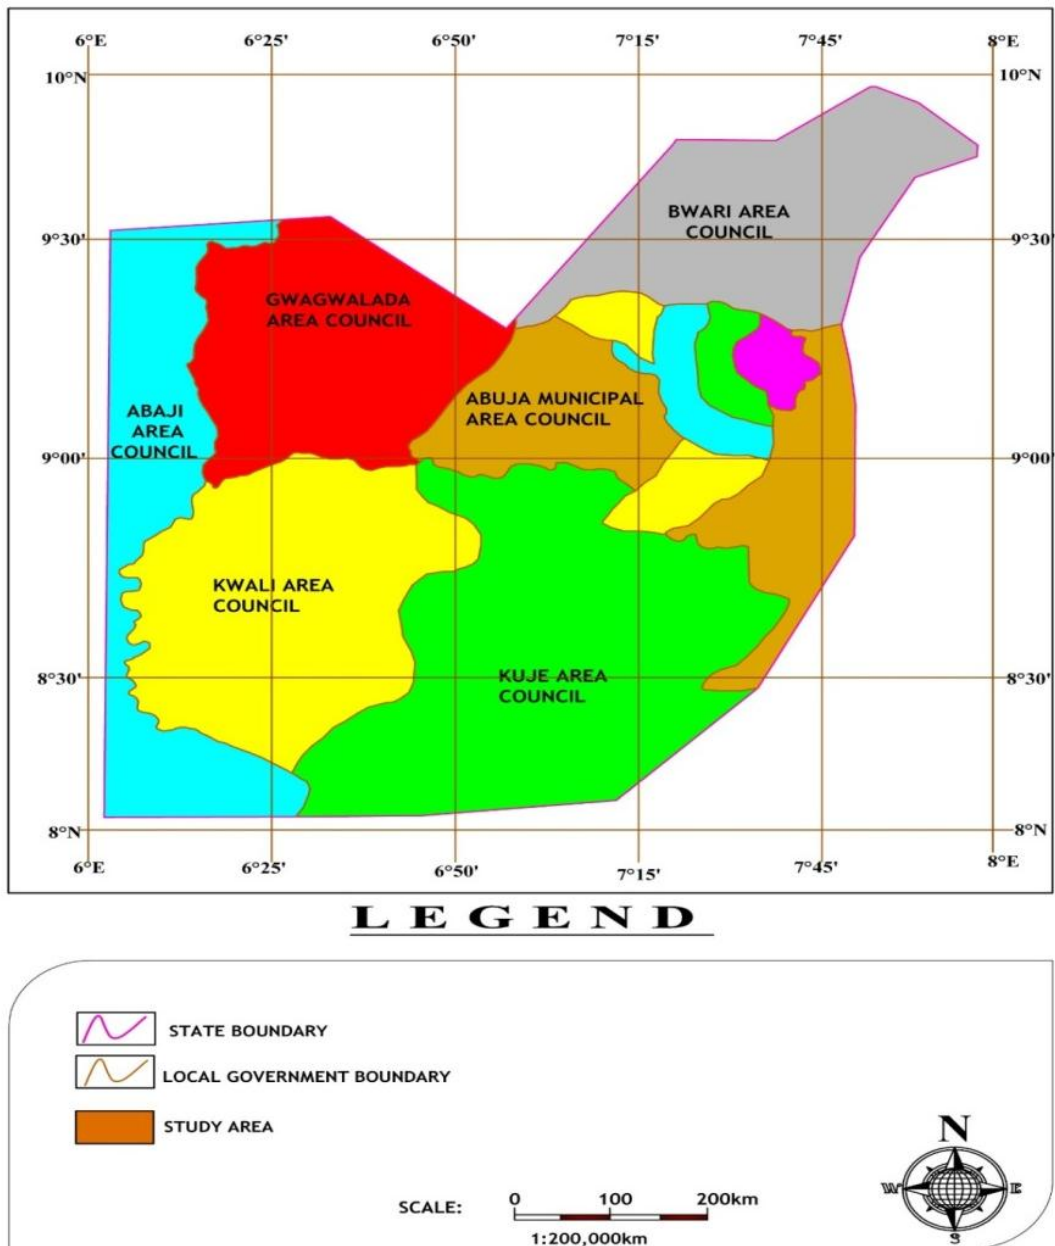 6°E 6°25' 6°50' 7°15' 7°45' 8°E
10°N 10°N
BWARI AREA
COUNCIL
9°30' 9°30'
GWAGWALADA
AREA COUNCIL
ABUJA MUNICIPAL
AREA COUNCIL
ABAJI
AREA
COUNCIL
9°00' 9°00'
KWALI AREA
COUNCIL
KUJE AREA
COUNCIL
8°30' 8°30'
8°N 8°N
6°E 6°25' 6°50' 7°15' 7°45' 8°E
LEGEND
STATE BOUNDARY
LOCAL GOVERNMENT BOUNDARY
STUDY AREA
N
W E
S
SCALE: 0 100 200km
1:200,000km